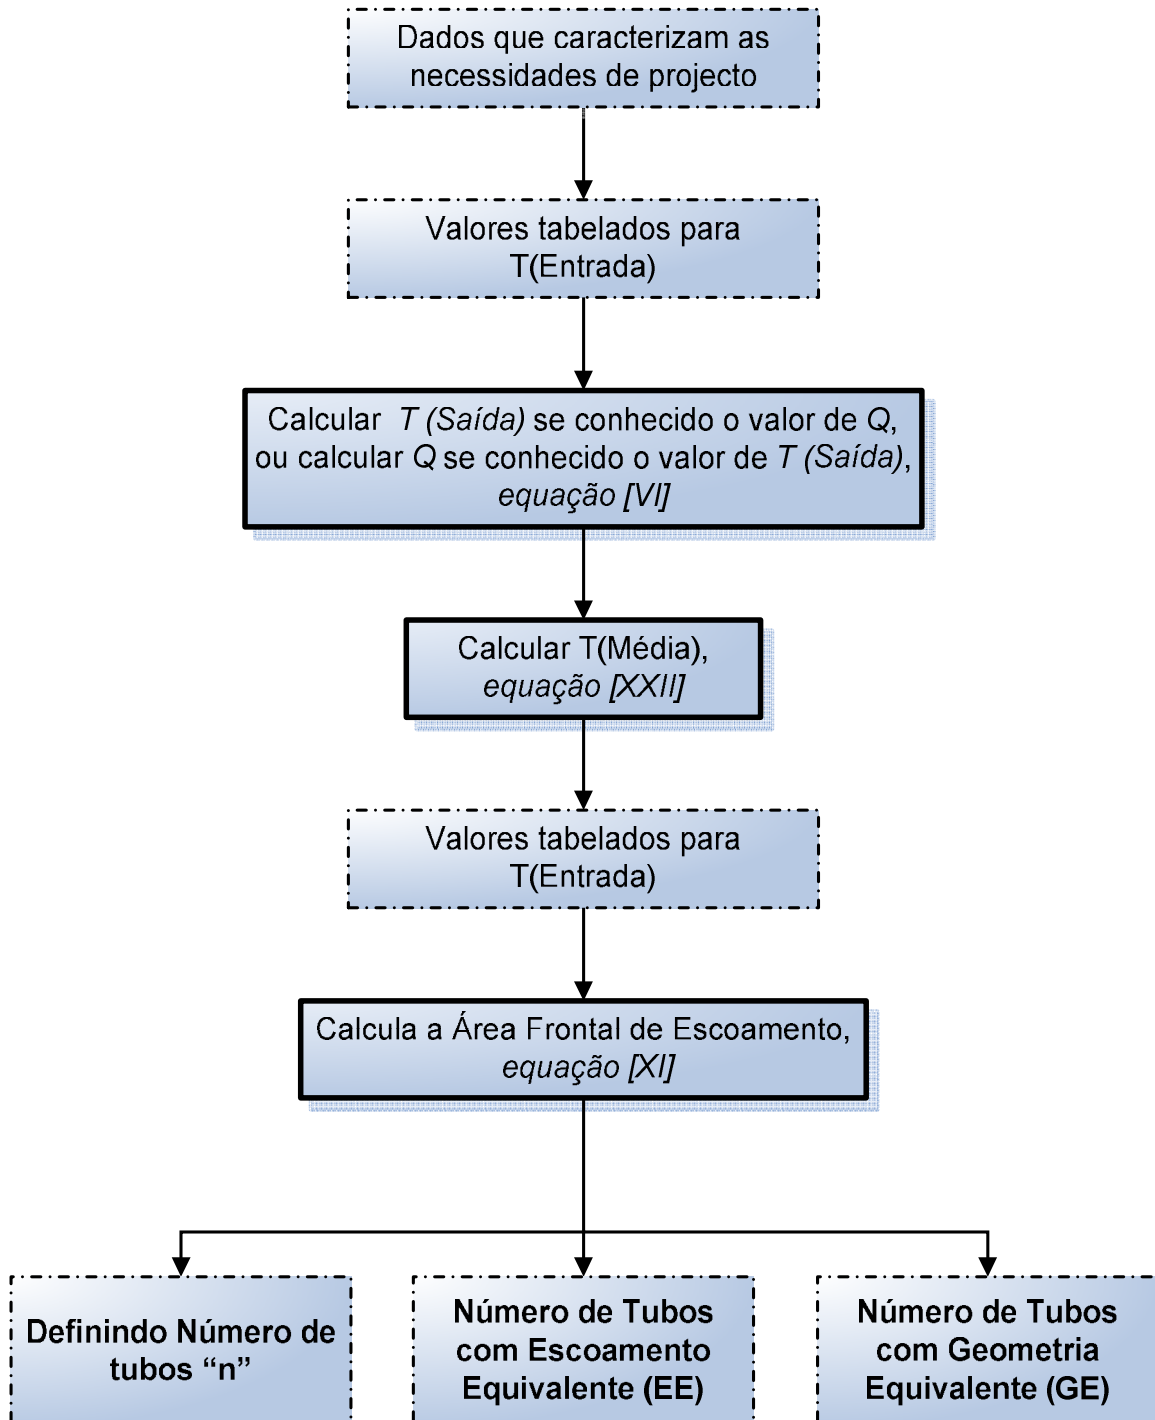 Dados que caracterizam as
necessidades de projecto
Valores tabelados para
T(Entrada)
Calcular T (Saída) se conhecido o valor de Q,
ou calcular Q se conhecido o valor de T (Saída),
equação [VI]
Calcular T(Média),
equação [XXII]
Valores tabelados para
T(Entrada)
Calcula a Área Frontal de Escoamento,
equação [XI]
Definindo Número de
tubos “n”
Número de Tubos
com Escoamento
Equivalente (EE)
Número de Tubos
com Geometria
Equivalente (GE)